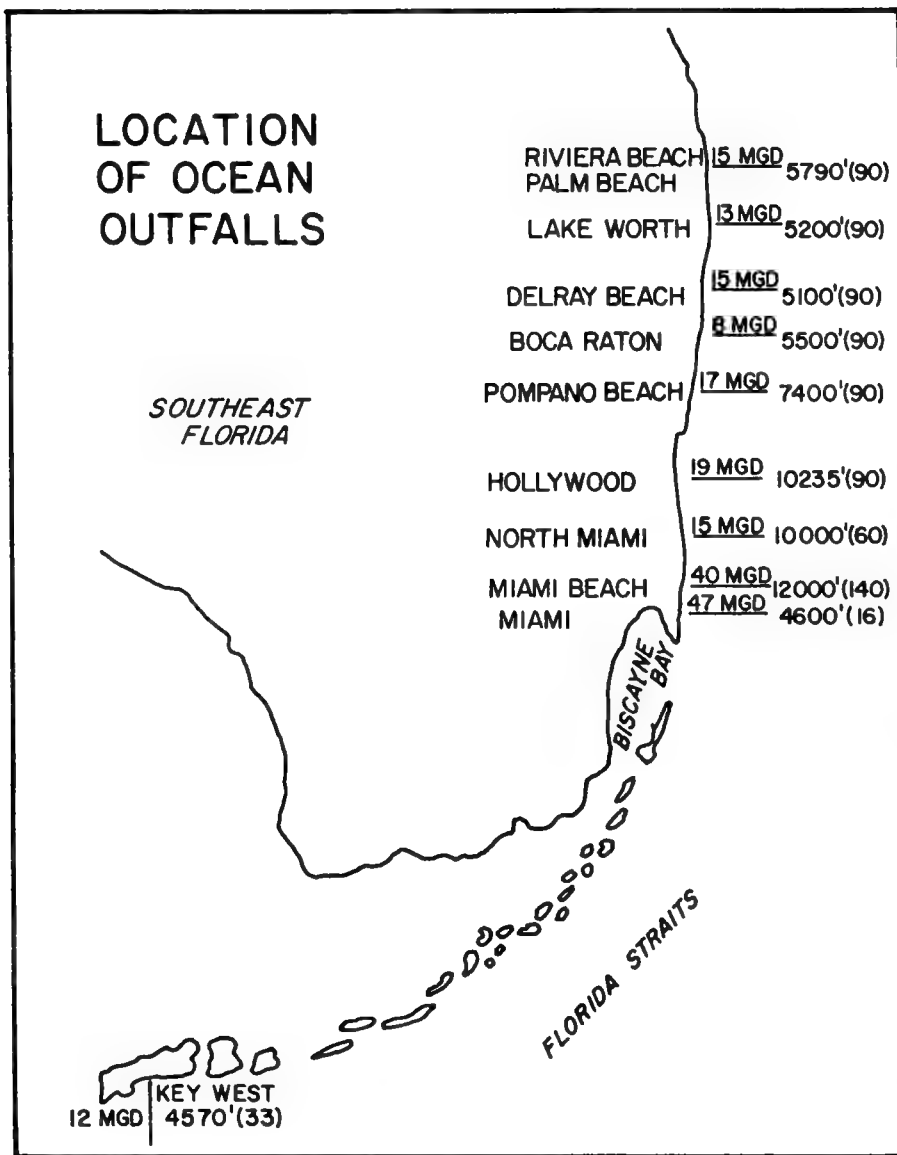 LOCATION
OF OCEAN
OUTFALLS
RIVIERA BEACH 15 MGD 5790'(90)
PALM BEACH
LAKE WORTH 13 MGD 5200'(90)
DELRAY BEACH 15 MGD 5100'(90)
BOCA RATON 8 MGD 5500'(90)
POMPANO BEACH 17 MGD 7400'(90)
SOUTHEAST
FLORIDA
HOLLYWOOD 19 MGD 10235'(90)
NORTH MIAMI 15 MGD 10000'(60)
MIAMI BEACH 40 MGD 12000'(140)
MIAMI 47 MGD 4600'(16)
BISCAYNE
BAY
FLORIDA STRAITS
KEY WEST
12 MGD 4570'(33)